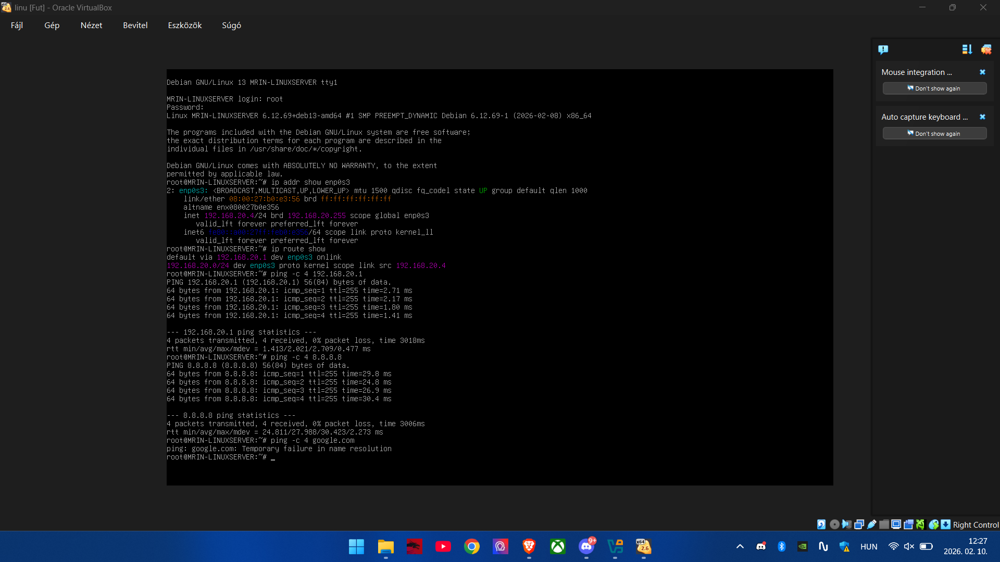 linu [Fut] - Oracle VirtualBox
Fájl Gép Nézet Bevitel Eszközök Súgó
Mouse integration ...
Don't show again
Auto capture keyboard ...
Don't show again
Debian GNU/Linux 13 MRIN-LINUXSERVER tty1
MRIN-LINUXSERVER login: root
Password:
Linux MRIN-LINUXSERVER 6.12.69+deb13-amd64 #1 SMP PREEMPT_DYNAMIC Debian 6.12.69-1 (2026-02-08) x86_64
The programs included with the Debian GNU/Linux system are free software;
the exact distribution terms for each program are described in the
individual files in /usr/share/doc/*/copyright.
Debian GNU/Linux comes with ABSOLUTELY NO WARRANTY, to the extent
permitted by applicable law.
root@MRIN-LINUXSERVER:~# ip addr show enp0s3
2: enp0s3: <BROADCAST,MULTICAST,UP,LOWER_UP> mtu 1500 qdisc fq_codel state UP group default qlen 1000
link/ether 08:00:27:b0:e3:56 brd ff:ff:ff:ff:ff:ff
altname enx080027b0e356
inet 192.168.20.4/24 brd 192.168.20.255 scope global enp0s3
valid_lft forever preferred_lft forever
inet6 fe80::a00:27ff:feb0:e356/64 scope link proto kernel_ll
valid_lft forever preferred_lft forever
root@MRIN-LINUXSERVER:~# ip route show
default via 192.168.20.1 dev enp0s3 onlink
192.168.20.0/24 dev enp0s3 proto kernel scope link src 192.168.20.4
root@MRIN-LINUXSERVER:~# ping -c 4 192.168.20.1
PING 192.168.20.1 (192.168.20.1) 56(84) bytes of data.
64 bytes from 192.168.20.1: icmp_seq=1 ttl=255 time=2.71 ms
64 bytes from 192.168.20.1: icmp_seq=2 ttl=255 time=2.17 ms
64 bytes from 192.168.20.1: icmp_seq=3 ttl=255 time=1.80 ms
64 bytes from 192.168.20.1: icmp_seq=4 ttl=255 time=1.41 ms
--- 192.168.20.1 ping statistics ---
4 packets transmitted, 4 received, 0% packet loss, time 3018ms
rtt min/avg/max/mdev = 1.413/2.021/2.709/0.477 ms
root@MRIN-LINUXSERVER:~# ping -c 4 8.8.8.8
PING 8.8.8.8 (8.8.8.8) 56(84) bytes of data.
64 bytes from 8.8.8.8: icmp_seq=1 ttl=255 time=29.8 ms
64 bytes from 8.8.8.8: icmp_seq=2 ttl=255 time=24.8 ms
64 bytes from 8.8.8.8: icmp_seq=3 ttl=255 time=26.9 ms
64 bytes from 8.8.8.8: icmp_seq=4 ttl=255 time=30.4 ms
--- 8.8.8.8 ping statistics ---
4 packets transmitted, 4 received, 0% packet loss, time 3006ms
rtt min/avg/max/mdev = 24.811/27.988/30.423/2.273 ms
root@MRIN-LINUXSERVER:~# ping -c 4 google.com
ping: google.com: Temporary failure in name resolution
root@MRIN-LINUXSERVER:~# _
Right Control
x64 2.6
9+
HUN
12:27
2026. 02. 10.